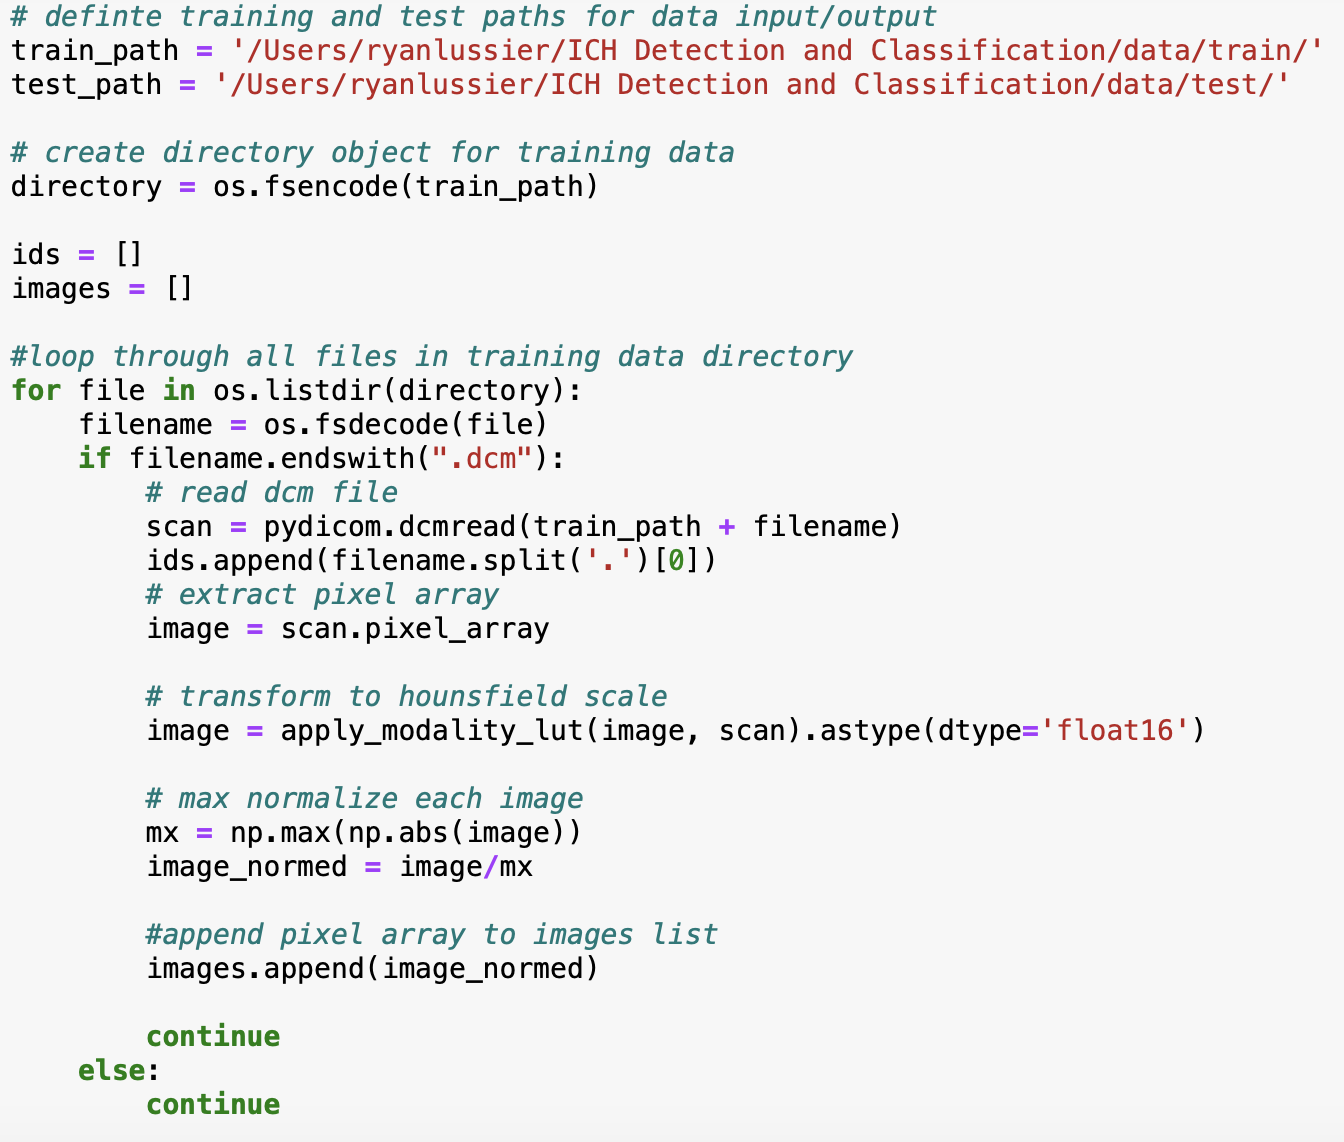 # definte training and test paths for data input/output
train_path = '/Users/ryanlussier/ICH Detection and Classification/data/train/'
test_path = '/Users/ryanlussier/ICH Detection and Classification/data/test/'

# create directory object for training data
directory = os.fsencode(train_path)

ids = []
images = []

#loop through all files in training data directory
for file in os.listdir(directory):
    filename = os.fsdecode(file)
    if filename.endswith(".dcm"):
        # read dcm file
        scan = pydicom.dcmread(train_path + filename)
        ids.append(filename.split('.')[0])
        # extract pixel array
        image = scan.pixel_array

        # transform to hounsfield scale
        image = apply_modality_lut(image, scan).astype(dtype='float16')

        # max normalize each image
        mx = np.max(np.abs(image))
        image_normed = image/mx

        #append pixel array to images list
        images.append(image_normed)

        continue
    else:
        continue